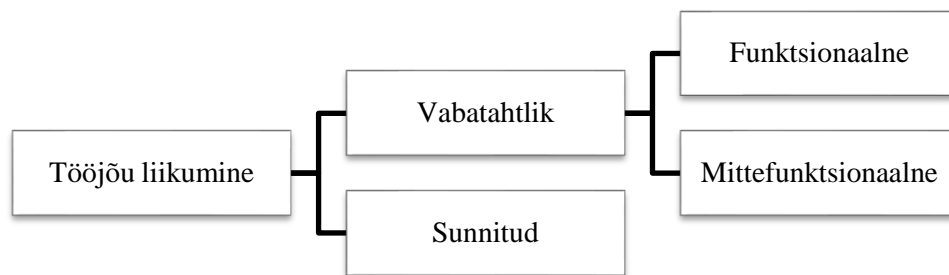 Funktsionaalne
Vabatahtlik
Tööjõu liikumine
Mittefunktsionaalne
Sunnitud